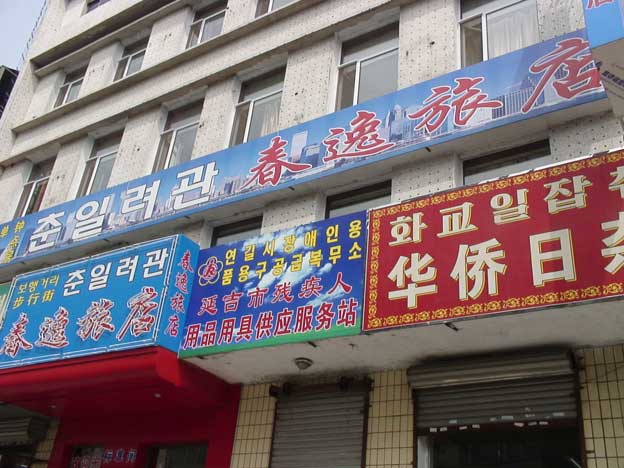 춘일려관 春逸旅店
보행거리 춘일려관
步行街
春逸旅店
春逸旅店
연길시장애인용
품용구공급복무소
延吉市残疾人
用品用具供应服务站
화교일잡
华侨日杂